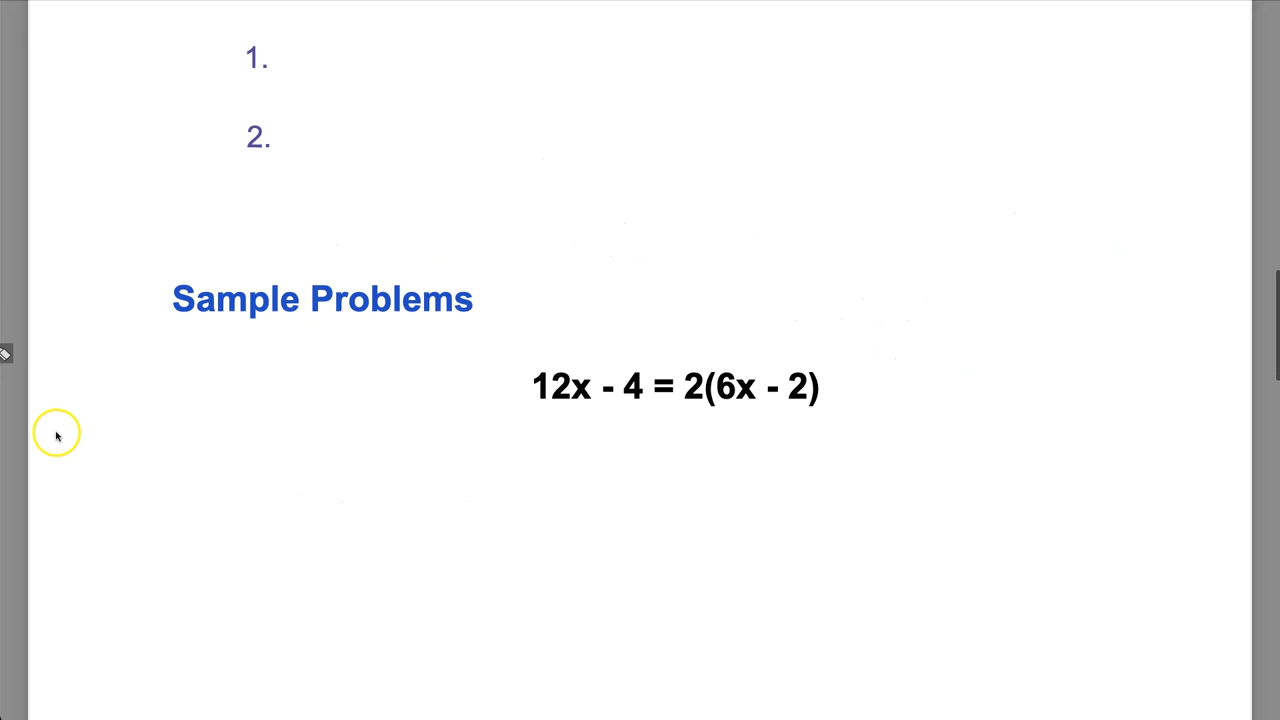 1.
2.
Sample Problems
12x - 4 = 2(6x - 2)